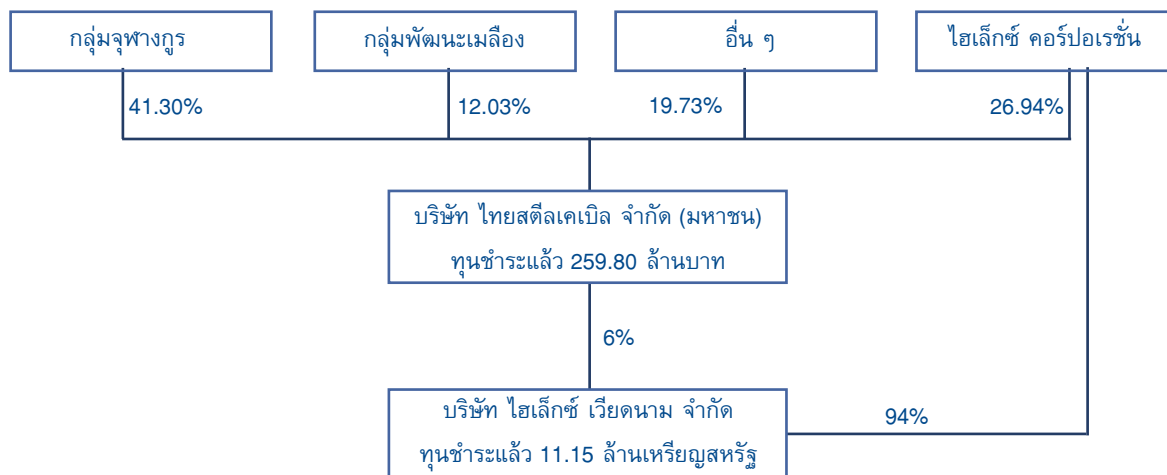 กลุ่มจุฬางกูร
กลุ่มพัฒนะเมลือง
อื่น ๆ
ไฮเล็กซ์ คอร์ปอเรชั่น
41.30%
12.03%
19.73%
26.94%
บริษัท ไทยสตีลเคเบิล จำกัด (มหาชน)
ทุนชำระแล้ว 259.80 ล้านบาท
6%
บริษัท ไฮเล็กซ์ เวียดนาม จำกัด
94%
ทุนชำระแล้ว 11.15 ล้านเหรียญสหรัฐ